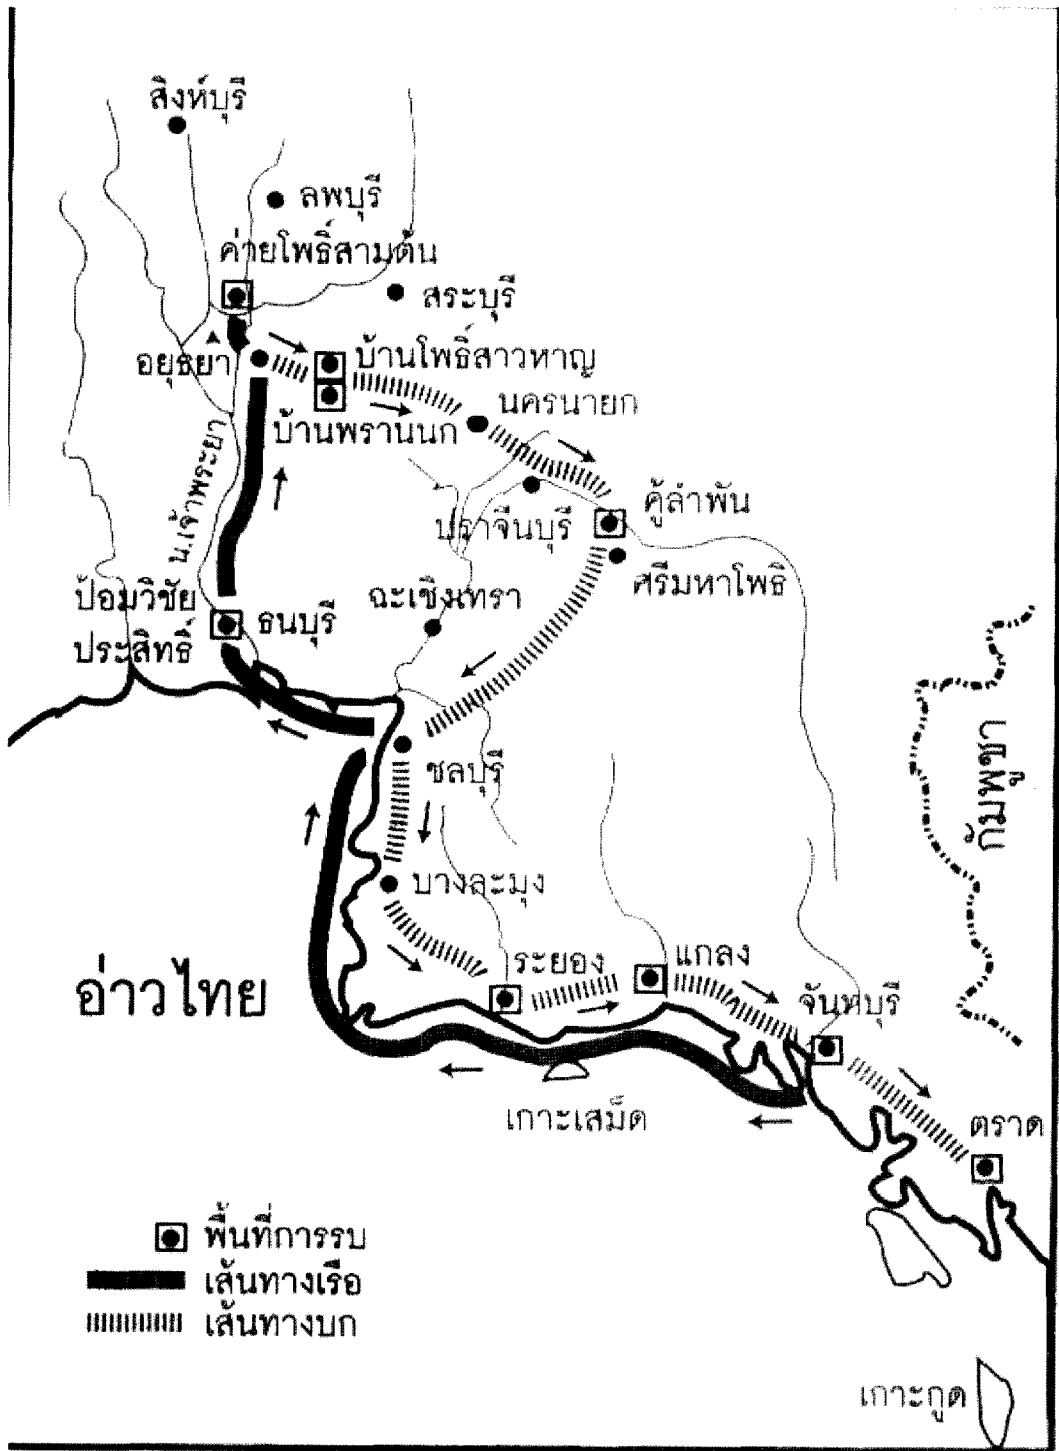 สิงห์บุรี
ลพบุรี
ค่ายโพธิ์สามต้น
สระบุรี
อยุธยา
บ้านโพธิ์สาวหาญ
นครนายก
บ้านพรานนก
น.เจ้าพระยา
ปราจีนบุรี
คู้ลำพัน
ศรีมหาโพธิ
ฉะเชิงเทรา
ป้อมวิชัย
ประสิทธิ์
ธนบุรี
กัมพูชา
ชลบุรี
บางละมุง
อ่าวไทย
ระยอง
แกลง
จันทบุรี
เกาะเสม็ด
ตราด
พื้นที่การรบ
เส้นทางเรือ
เส้นทางบก
เกาะกูด